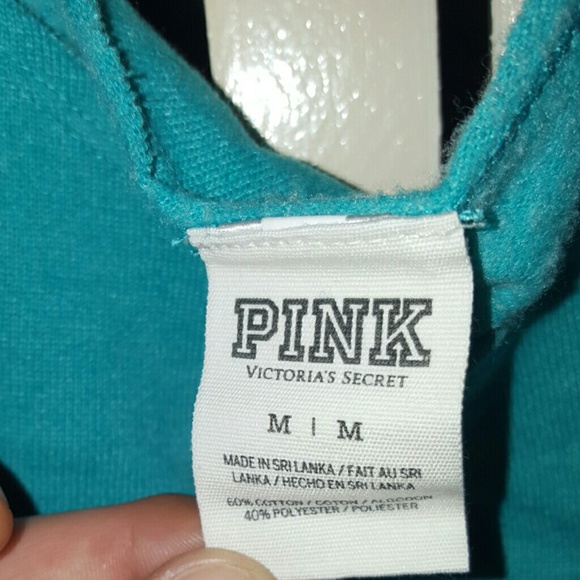 PINK
VICTORIA'S SECRET
M | M
MADE IN SRI LANKA / FAIT AU SRI
LANKA / HECHO EN SRI LANKA
60% COTTON / COTON / ALGODON
40% POLYESTER / POLIESTER